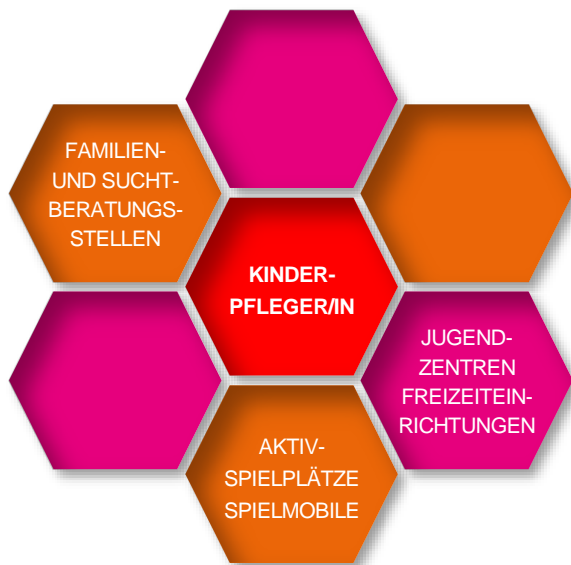 FAMILIEN-
UND SUCHT-
BERATUNGS-
STELLEN
KINDER-
PFLEGER/IN
JUGEND-
ZENTREN
FREIZEITEIN-
RICHTUNGEN
AKTIV-
SPIELPLÄTZE
SPIELMOBILE